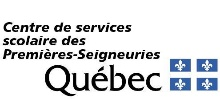 Centre de services
scolaire des
Premières-Seigneuries
Québec